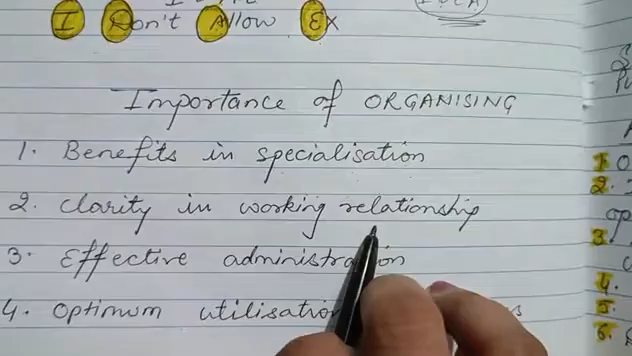 I Don't Allow Ex
Importance of ORGANISING
1. Benefits in specialisation
2. Clarity in working relationship
3. Effective administration
4. Optimum utilisation